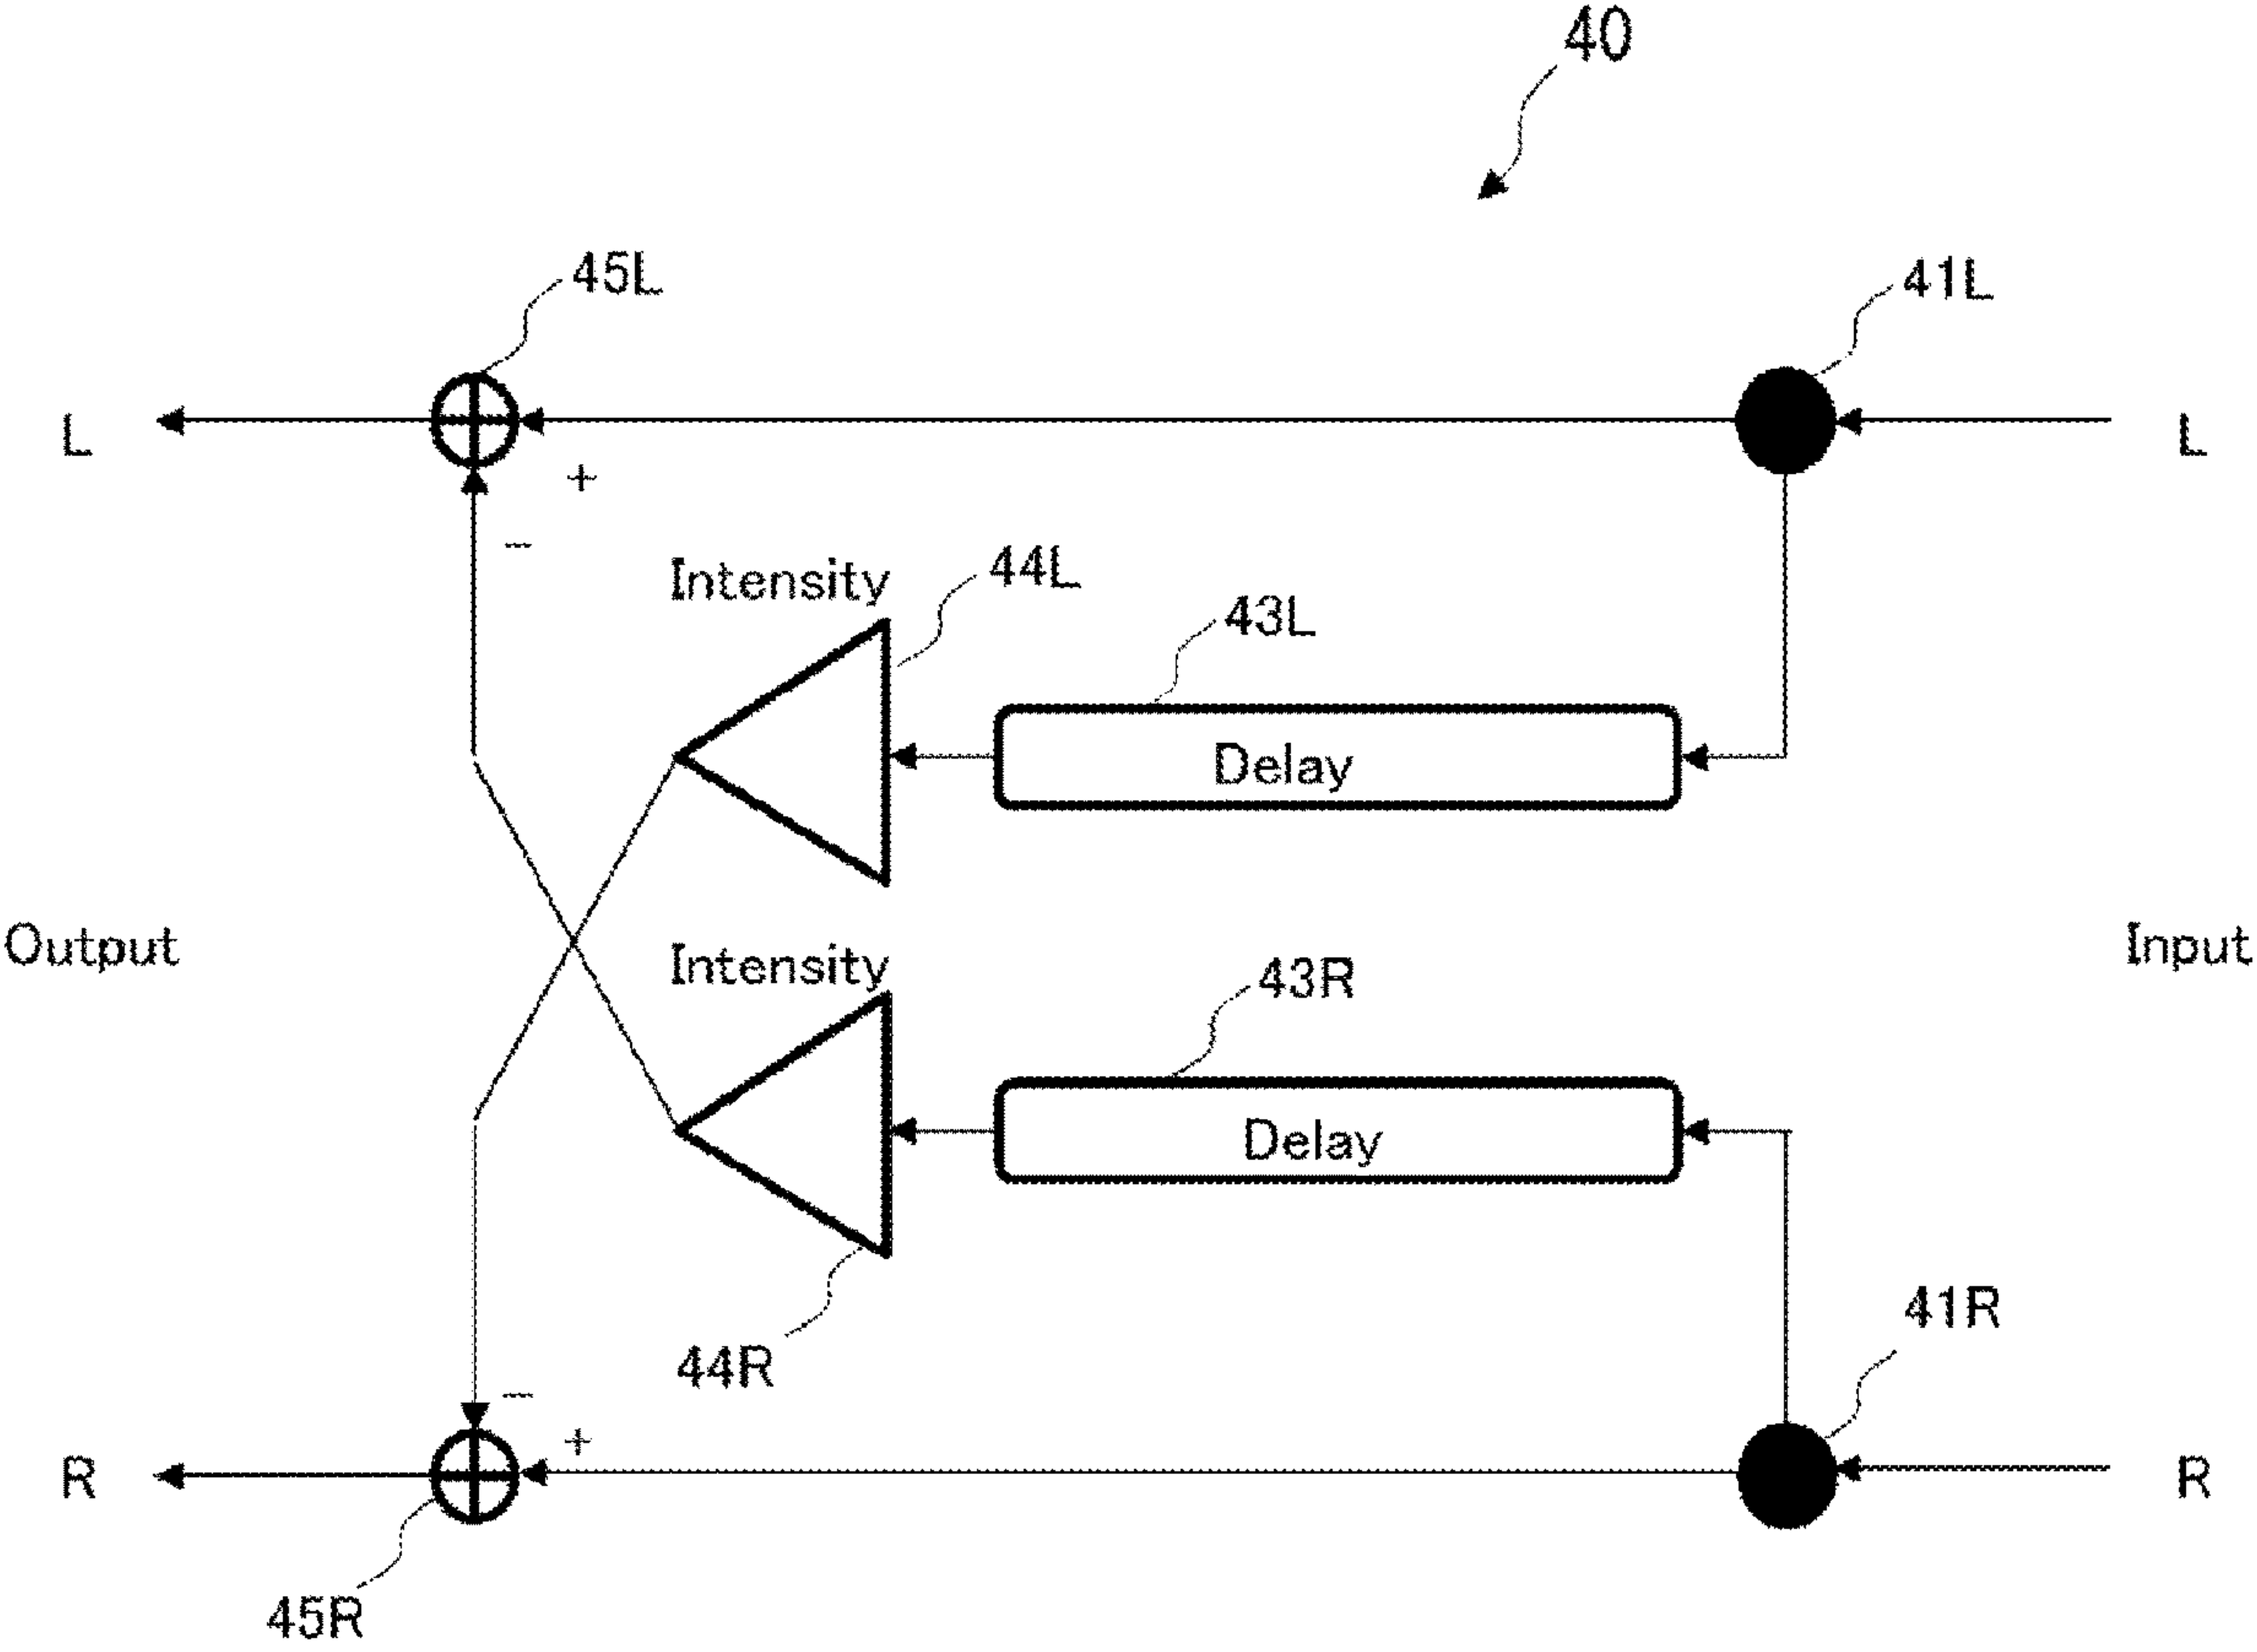 40
45L
41L
L
L
+
−
Intensity
44L
43L
Delay
Output
Input
Intensity
43R
Delay
44R
41R
−
+
R
R
45R